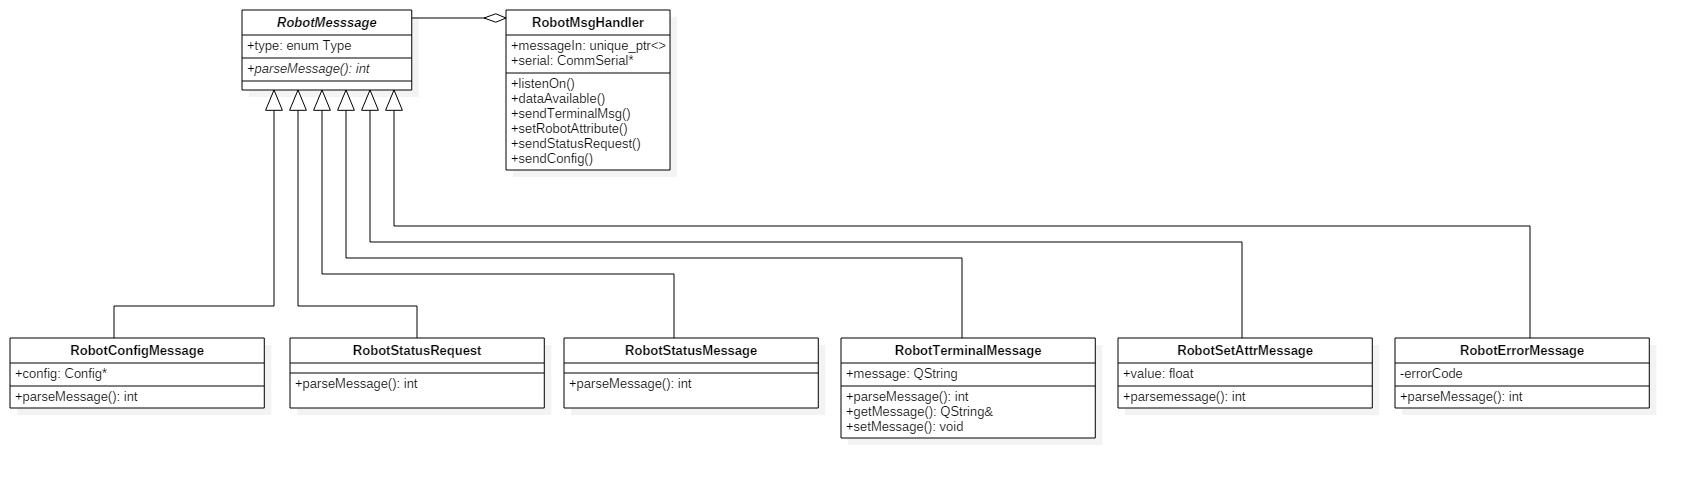 RobotMesssage
+type: enum Type
+parseMessage(): int
RobotMsgHandler
+messageIn: unique_ptr<>
+serial: CommSerial*
+listenOn()
+dataAvailable()
+sendTerminalMsg()
+setRobotAttribute()
+sendStatusRequest()
+sendConfig()
RobotConfigMessage
+config: Config*
+parseMessage(): int
RobotStatusRequest
+parseMessage(): int
RobotStatusMessage
+parseMessage(): int
RobotTerminalMessage
+message: QString
+parseMessage(): int
+getMessage(): QString&
+setMessage(): void
RobotSetAttrMessage
+value: float
+parsemessage(): int
RobotErrorMessage
-errorCode
+parseMessage(): int